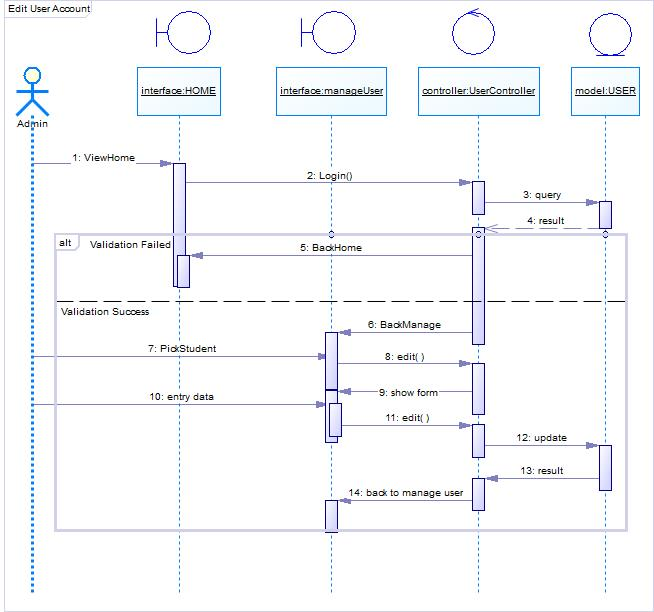 Edit User Account
interface:HOME
interface:manageUser
controller:UserController
model:USER
Admin
1: ViewHome
2: Login()
3: query
4: result
alt
Validation Failed
5: BackHome
Validation Success
6: BackManage
7: PickStudent
8: edit( )
9: show form
10: entry data
11: edit( )
12: update
13: result
14: back to manage user